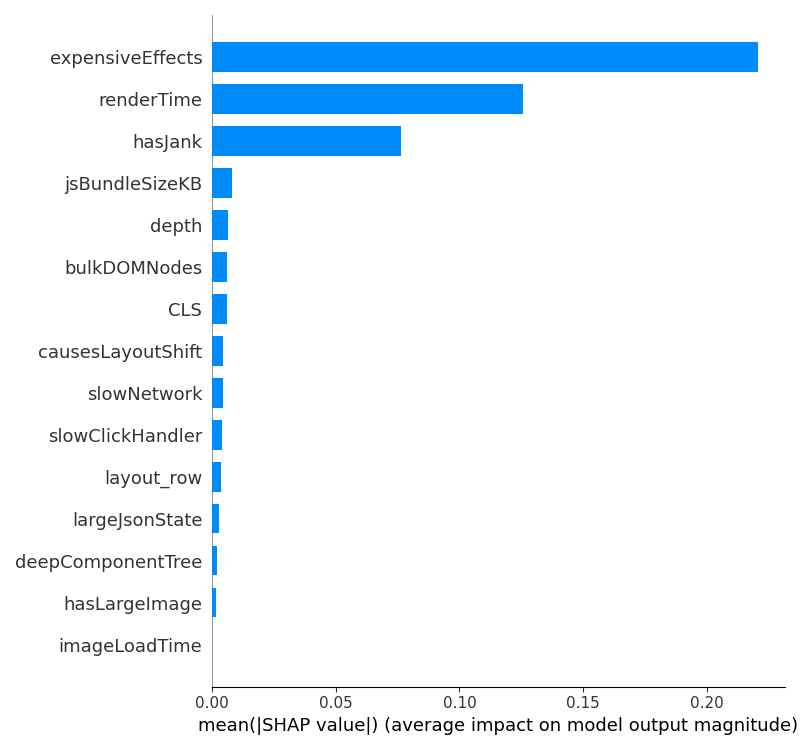 expensiveEffects
renderTime
hasJank
jsBundleSizeKB
depth
bulkDOMNodes
CLS
causesLayoutShift
slowNetwork
slowClickHandler
layout_row
largeJsonState
deepComponentTree
hasLargeImage
imageLoadTime
0.00 0.05 0.10 0.15 0.20
mean(|SHAP value|) (average impact on model output magnitude)